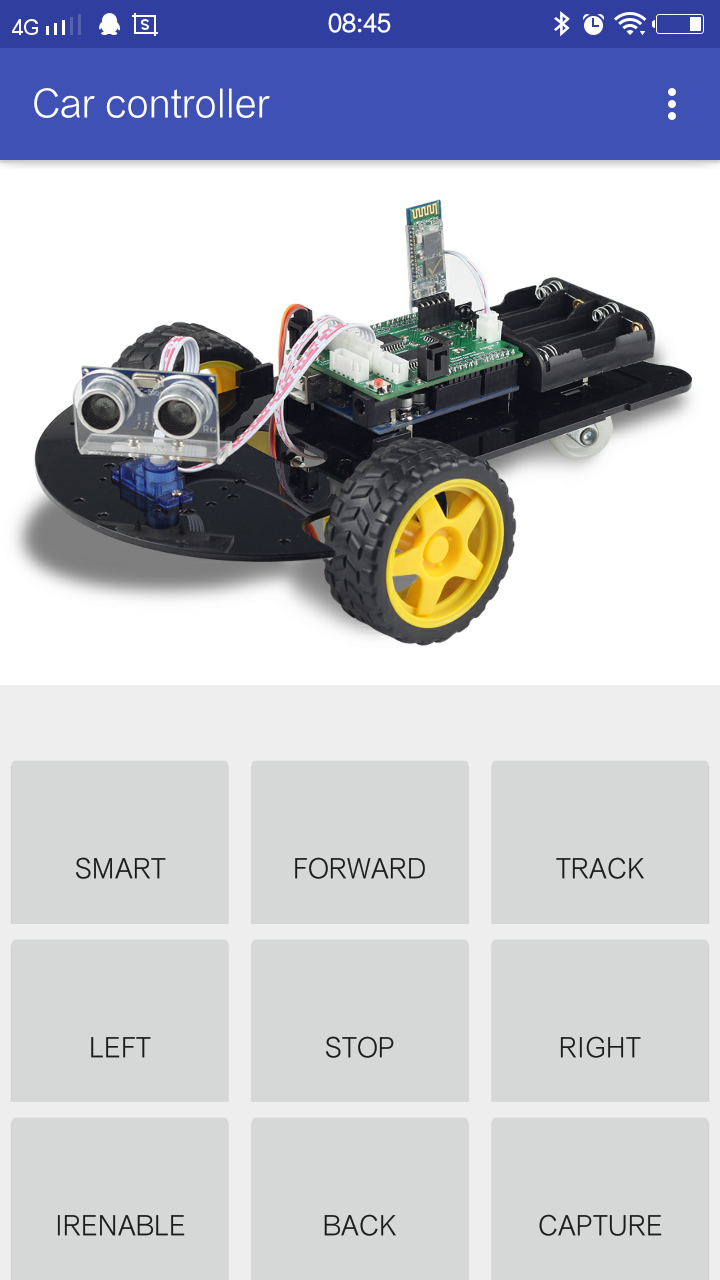 4G S 08:45
Car controller
SMART FORWARD TRACK
LEFT STOP RIGHT
IRENABLE BACK CAPTURE